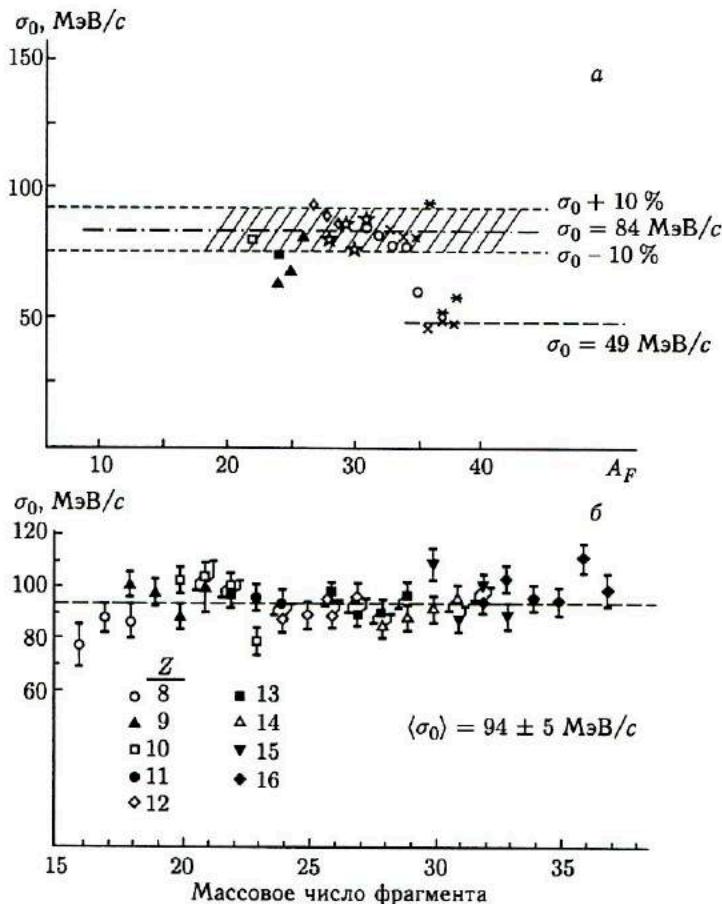 σ₀, МэВ/c
а
150
100
σ₀ + 10 %
σ₀ = 84 МэВ/c
σ₀ – 10 %
50
σ₀ = 49 МэВ/c
10 20 30 40 A_F
σ₀, МэВ/c
б
120
100
80
60
Z
8 13
9 14
10 15
11 16
12
⟨σ₀⟩ = 94 ± 5 МэВ/c
15 20 25 30 35
Массовое число фрагмента